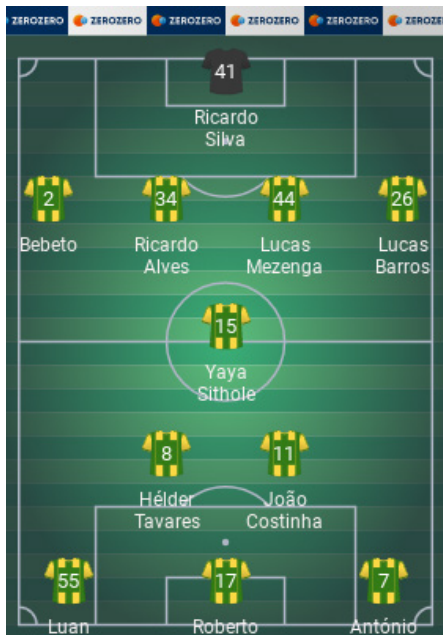 ZEROZERO ZEROZERO ZEROZERO ZEROZERO ZEROZERO ZEROZERO
41
Ricardo
Silva
2 34 44 26
Bebeto Ricardo Lucas Lucas
Alves Mezenga Barros
15
Yaya
Sithole
8 11
Hélder João
Tavares Costinha
55 17 7
Luan Roberto António